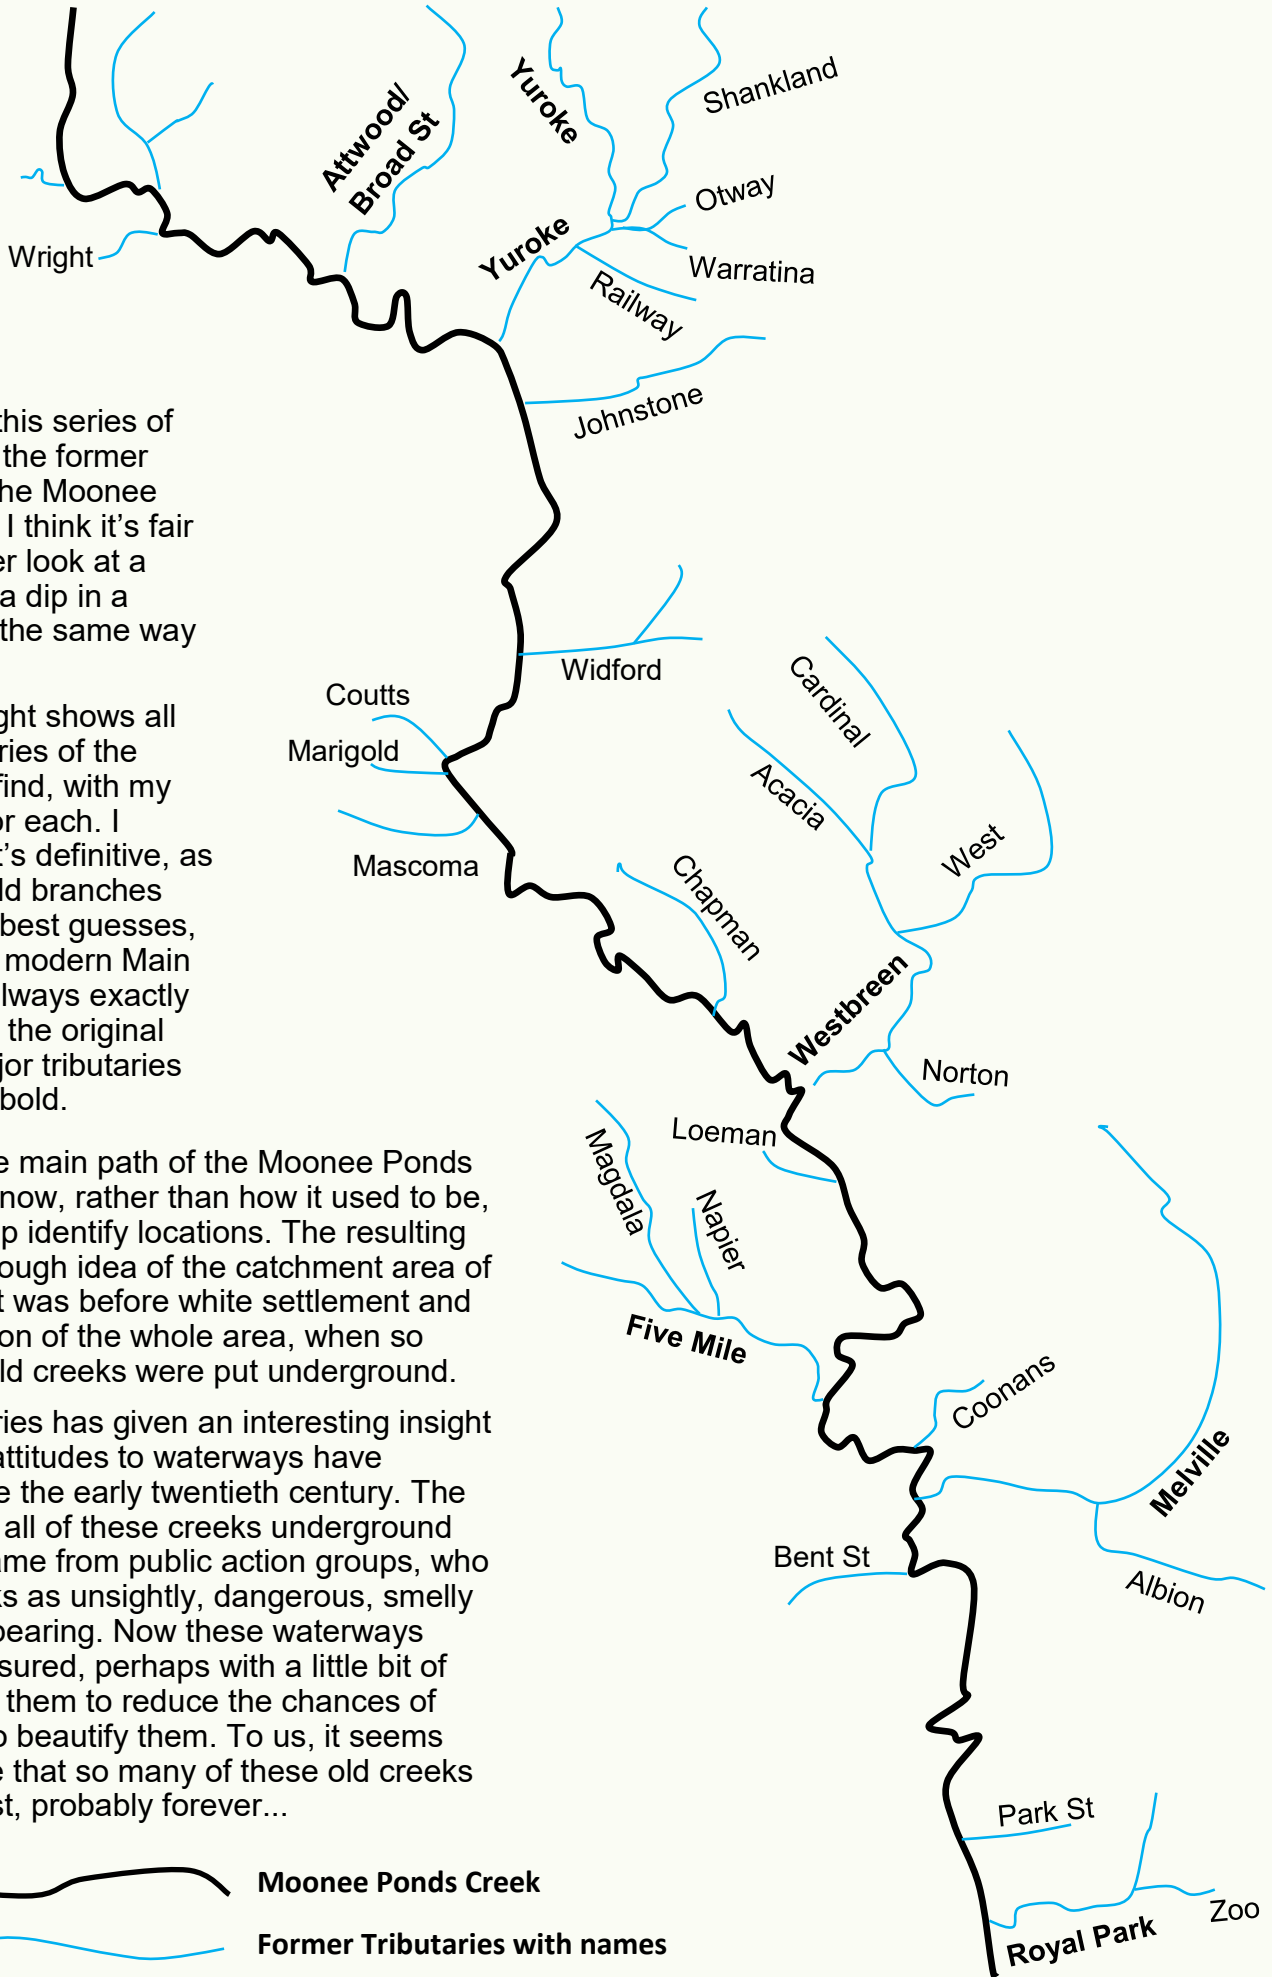 Yuroke
Shankland
Attwood/
Broad St
Otway
Yuroke
Wright
Warratina
Railway
Johnstone
this series of
the former
he Moonee
I think it’s fair
er look at a
a dip in a
the same way
Widford
Coutts
Marigold
Mascoma
Cardinal
Acacia
West
Chapman
ght shows all
ries of the
find, with my
or each. I
t’s definitive, as
ld branches
best guesses,
modern Main
lways exactly
the original
jor tributaries
bold.
Westbreen
Norton
Loeman
Magdala
Napier
Five Mile
e main path of the Moonee Ponds
now, rather than how it used to be,
p identify locations. The resulting
ough idea of the catchment area of
t was before white settlement and
on of the whole area, when so
ld creeks were put underground.
Coonans
Melville
Bent St
Albion
ries has given an interesting insight
attitudes to waterways have
e the early twentieth century. The
all of these creeks underground
ame from public action groups, who
ks as unsightly, dangerous, smelly
bearing. Now these waterways
sured, perhaps with a little bit of
them to reduce the chances of
o beautify them. To us, it seems
e that so many of these old creeks
st, probably forever...
Park St
Zoo
Royal Park
Moonee Ponds Creek
Former Tributaries with names